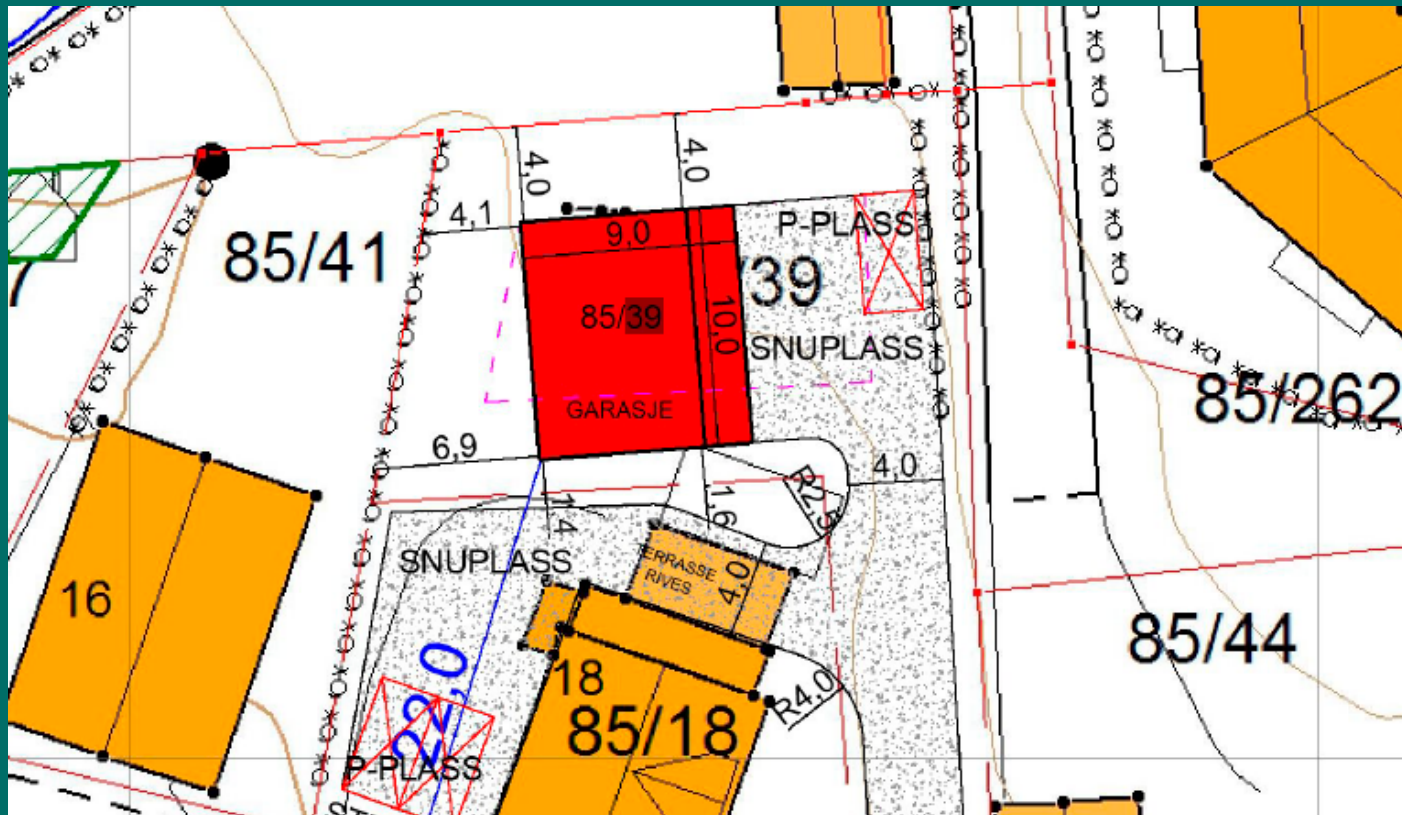 4,0
4,0
4,1
9,0
P-PLASS
85/41
/39
85/39
10,0
SNUPLASS
GARASJE
85/262
6,9
R2,5
4,0
1,4
1,6
SNUPLASS
ERRASSE
RIVES
4,0
16
85/44
22,0
18
R4,0
85/18
P-PLASS
7